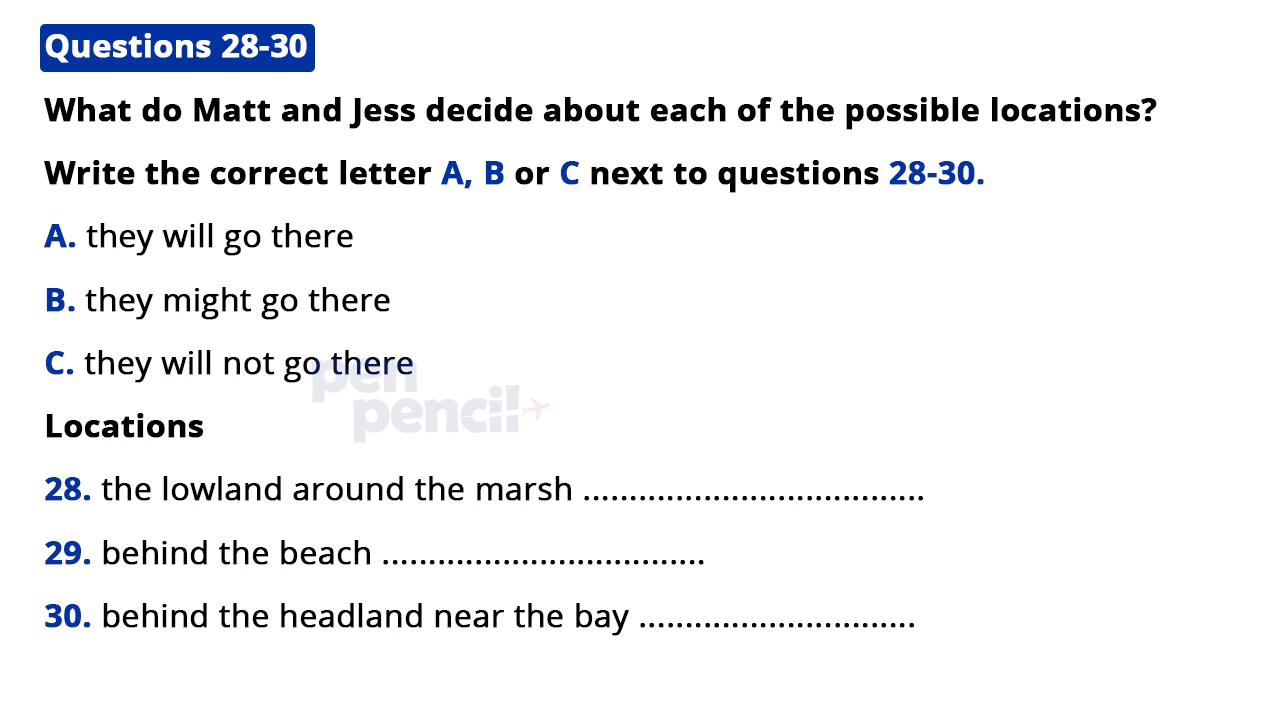 Questions 28-30
What do Matt and Jess decide about each of the possible locations?
Write the correct letter A, B or C next to questions 28-30.
A. they will go there
B. they might go there
C. they will not go there
pen
pencil
Locations
28. the lowland around the marsh .....................................
29. behind the beach ...................................
30. behind the headland near the bay ..............................